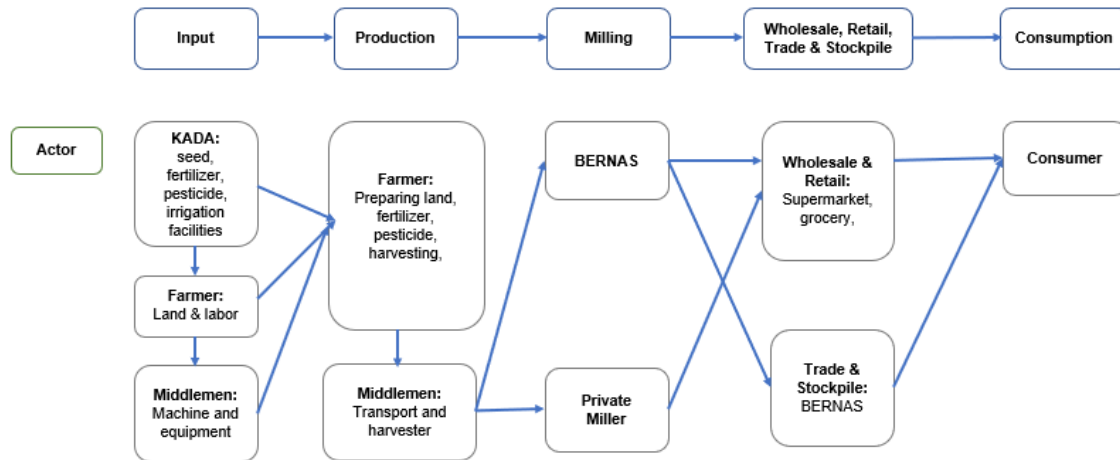 Input
Production
Milling
Wholesale, Retail,
Trade & Stockpile
Consumption
Actor
KADA:
seed,
fertilizer,
pesticide,
irrigation
facilities
Farmer:
Land & labor
Middlemen:
Machine and
equipment
Farmer:
Preparing land,
fertilizer,
pesticide,
harvesting,
Middlemen:
Transport and
harvester
BERNAS
Private
Miller
Wholesale &
Retail:
Supermarket,
grocery,
Trade &
Stockpile:
BERNAS
Consumer